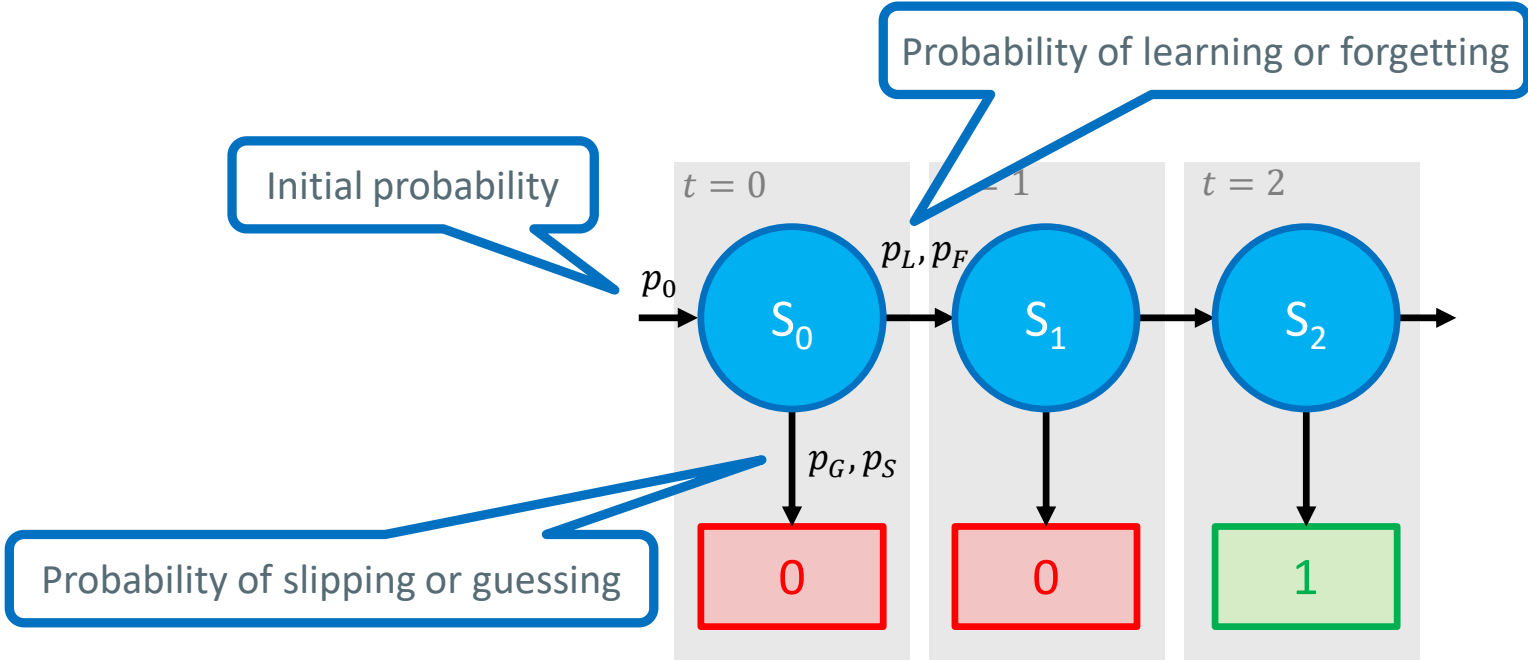 Probability of learning or forgetting
Initial probability
t = 0
1
t = 2
p_L, p_F
p_0
S_0
S_1
S_2
p_G, p_S
Probability of slipping or guessing
0
0
1